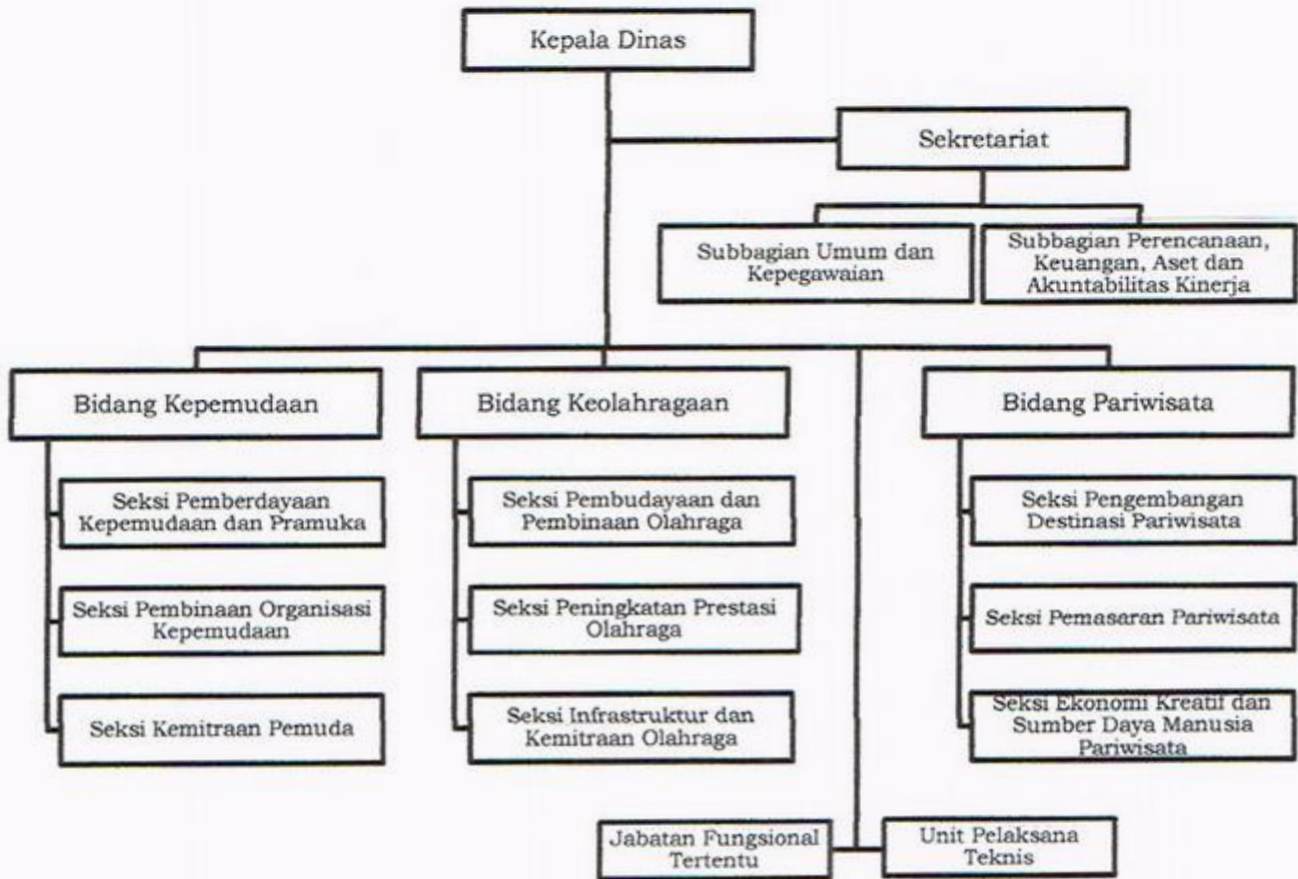 Kepala Dinas
Sekretariat
Subbagian Umum dan
Kepegawaian
Subbagian Perencanaan,
Keuangan, Aset dan
Akuntabilitas Kinerja
Bidang Kepemudaan
Seksi Pemberdayaan
Kepemudaan dan Pramuka
Seksi Pembinaan Organisasi
Kepemudaan
Seksi Kemitraan Pemuda
Bidang Keolahragaan
Seksi Pembudayaan dan
Pembinaan Olahraga
Seksi Peningkatan Prestasi
Olahraga
Seksi Infrastruktur dan
Kemitraan Olahraga
Bidang Pariwisata
Seksi Pengembangan
Destinasi Pariwisata
Seksi Pemasaran Pariwisata
Seksi Ekonomi Kreatif dan
Sumber Daya Manusia
Pariwisata
Jabatan Fungsional
Tertentu
Unit Pelaksana
Teknis